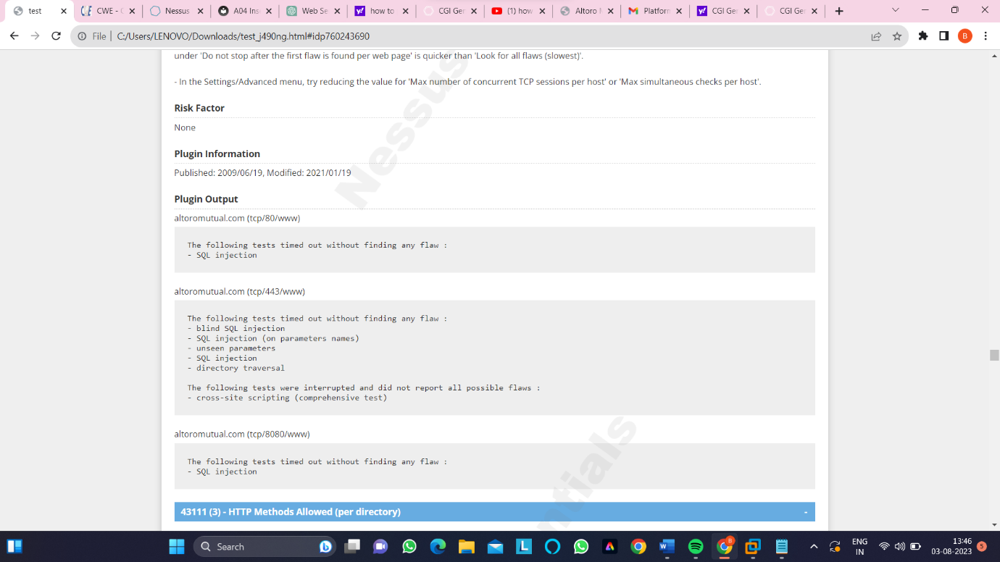 test
CWE - C
Nessus
A04 Ins
Web Se
how to
CGI Ger
(1) how
Altoro M
Platform
CGI Ger
CGI Ger
File | C:/Users/LENOVO/Downloads/test_j490ng.html#idp760243690
B
under 'Do not stop after the first flaw is found per web page' is quicker than 'Look for all flaws (slowest)'.
- In the Settings/Advanced menu, try reducing the value for 'Max number of concurrent TCP sessions per host' or 'Max simultaneous checks per host'.
Risk Factor
None
Plugin Information
Published: 2009/06/19, Modified: 2021/01/19
Plugin Output
altoromutual.com (tcp/80/www)
The following tests timed out without finding any flaw :
- SQL injection
altoromutual.com (tcp/443/www)
The following tests timed out without finding any flaw :
- blind SQL injection
- SQL injection (on parameters names)
- unseen parameters
- SQL injection
- directory traversal
The following tests were interrupted and did not report all possible flaws :
- cross-site scripting (comprehensive test)
altoromutual.com (tcp/8080/www)
The following tests timed out without finding any flaw :
- SQL injection
43111 (3) - HTTP Methods Allowed (per directory) -
Nessus
ntials
Search
ENG
IN
13:46
03-08-2023
5